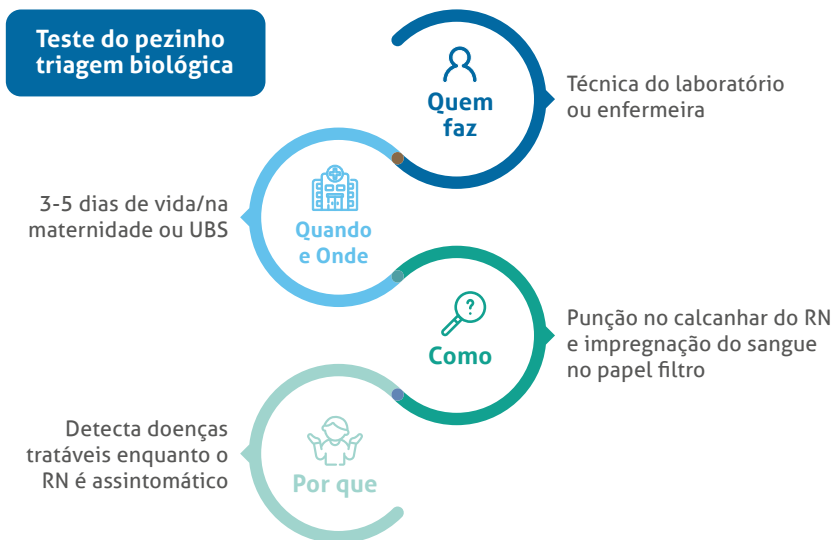 Teste do pezinho
triagem biológica
Quem
faz
Técnica do laboratório
ou enfermeira
3-5 dias de vida/na
maternidade ou UBS
Quando
e Onde
?
Como
Punção no calcanhar do RN
e impregnação do sangue
no papel filtro
Detecta doenças
tratáveis enquanto o
RN é assintomático
Por que